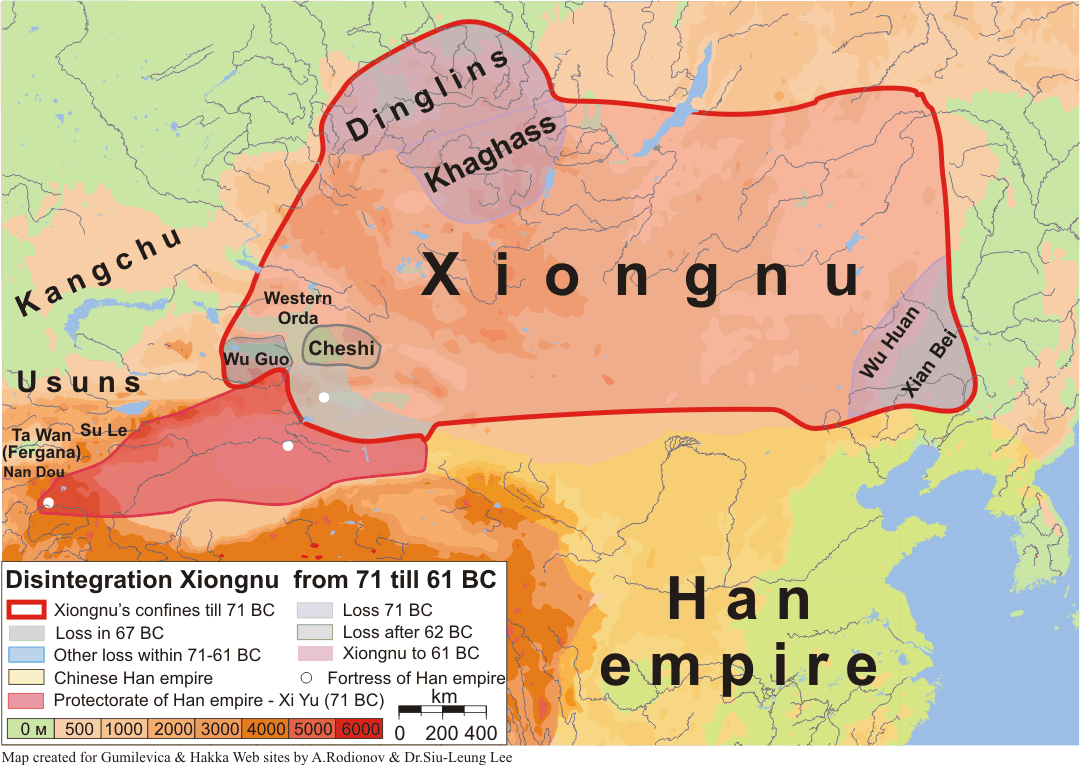 Dinglins
Khaghass
Xiongnu
Kangchu
Western
Orda
Wu Guo
Cheshi
Wu Huan
Xian Bei
Usuns
Su Le
Ta Wan
(Fergana)
Nan Dou
Han
empire
Disintegration Xiongnu from 71 till 61 BC
Xiongnu's confines till 71 BC
Loss in 67 BC
Other loss within 71-61 BC
Chinese Han empire
Protectorate of Han empire - Xi Yu (71 BC)
Loss 71 BC
Loss after 62 BC
Xiongnu to 61 BC
Fortress of Han empire
km
0 200 400
0 м 500 1000 2000 3000 4000 5000 6000
Map created for Gumilevica & Hakka Web sites by A.Rodionov & Dr.Siu-Leung Lee